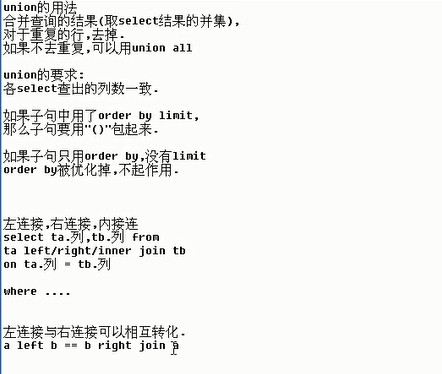 union的用法
合并查询的结果(取select结果的并集),
对于重复的行,去掉.
如果不去重复,可以用union all
union的要求:
各select查出的列数一致.
如果子句中用了order by limit,
那么子句要用"()"包起来.
如果子句只用order by,没有limit
order by被优化掉,不起作用.
左连接,右连接,内接连
select ta.列,tb.列 from
ta left/right/inner join tb
on ta.列 = tb.列
where ....
左连接与右连接可以相互转化.
a left b == b right join a